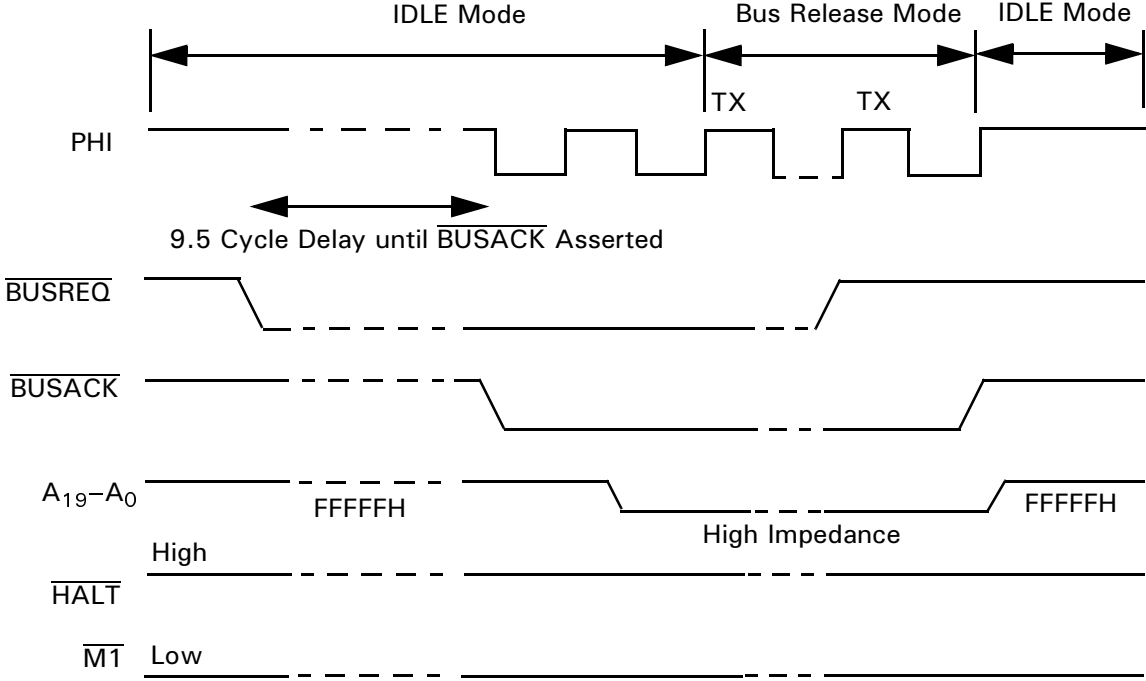 IDLE Mode
Bus Release Mode
IDLE Mode
TX
TX
PHI
9.5 Cycle Delay until BUSACK Asserted
BUSREQ
BUSACK
A19–A0
FFFFFH
FFFFFH
High Impedance
High
HALT
M1
Low